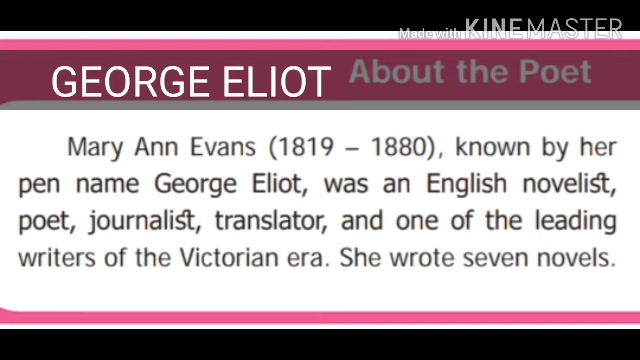 Made with KINEMASTER
GEORGE ELIOT About the Poet
Mary Ann Evans (1819 – 1880), known by her
pen name George Eliot, was an English novelist,
poet, journalist, translator, and one of the leading
writers of the Victorian era. She wrote seven novels.